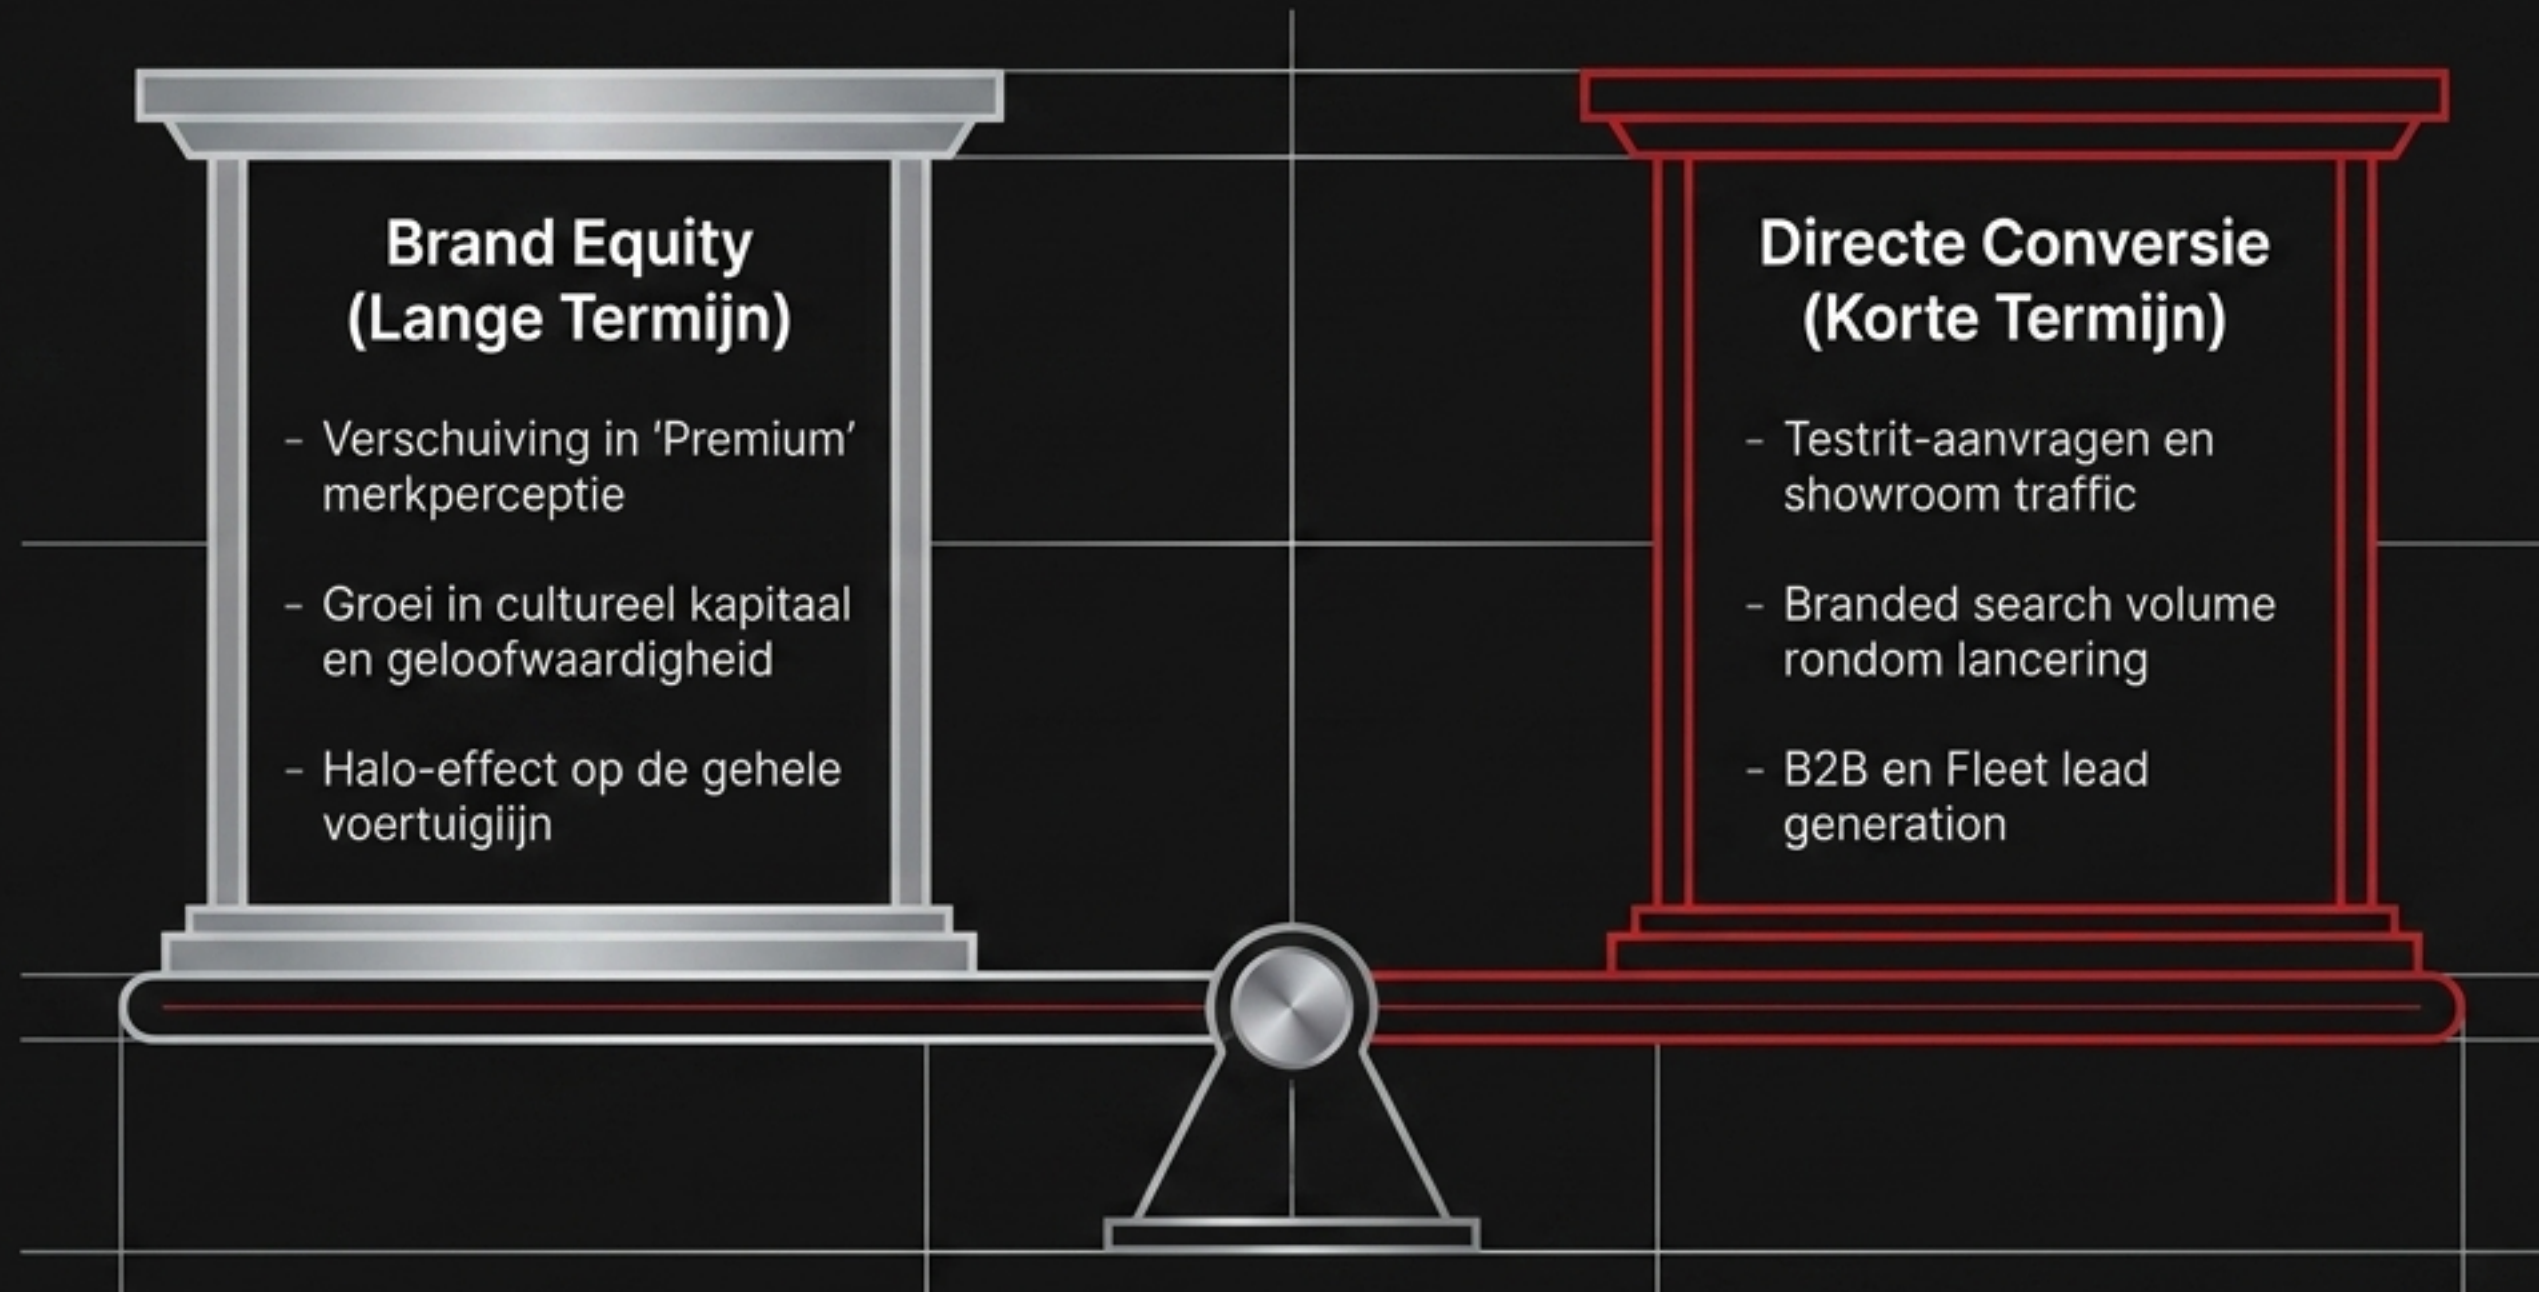 Brand Equity
(Lange Termijn)
– Verschuiving in ‘Premium’
merkperceptie
– Groei in cultureel kapitaal
en geloofwaardigheid
– Halo-effect op de gehele
voertuigiijn
Directe Conversie
(Korte Termijn)
– Testrit-aanvragen en
showroom traffic
– Branded search volume
rondom lancering
– B2B en Fleet lead
generation